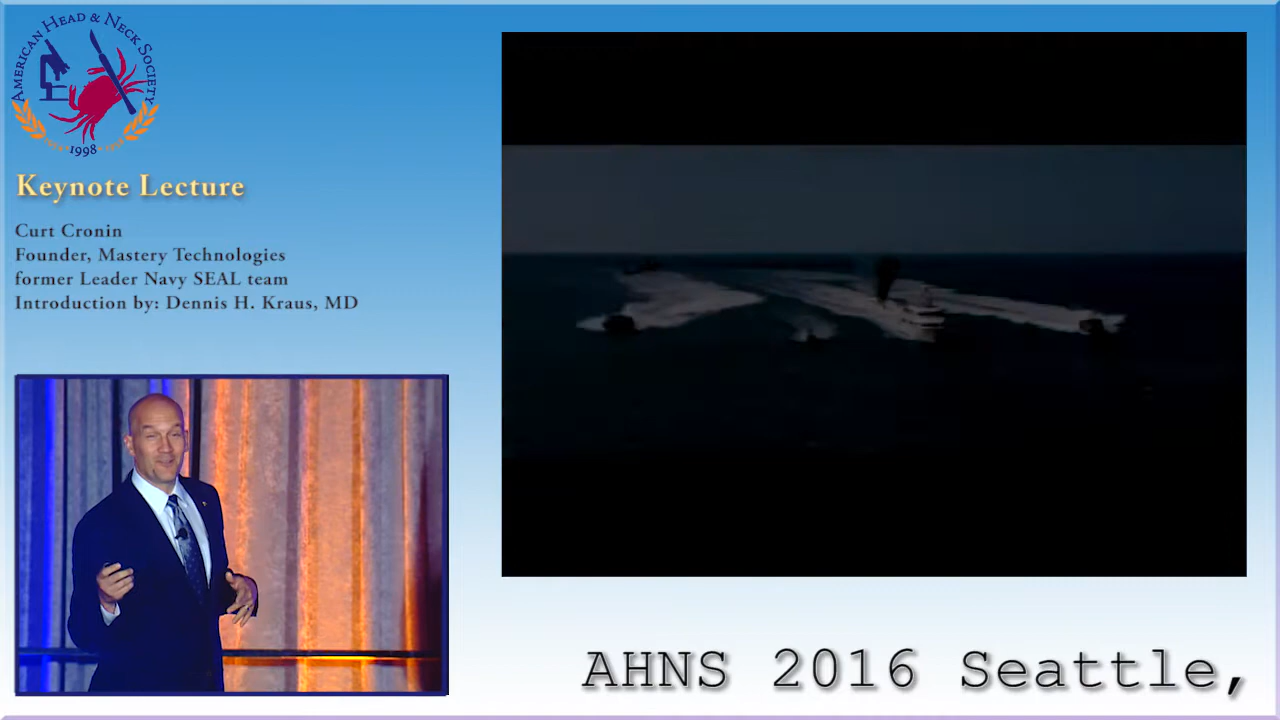 AMERICAN HEAD & NECK SOCIETY
1998
Keynote Lecture
Curt Cronin
Founder, Mastery Technologies
former Leader Navy SEAL team
Introduction by: Dennis H. Kraus, MD
AHNS 2016 Seattle,